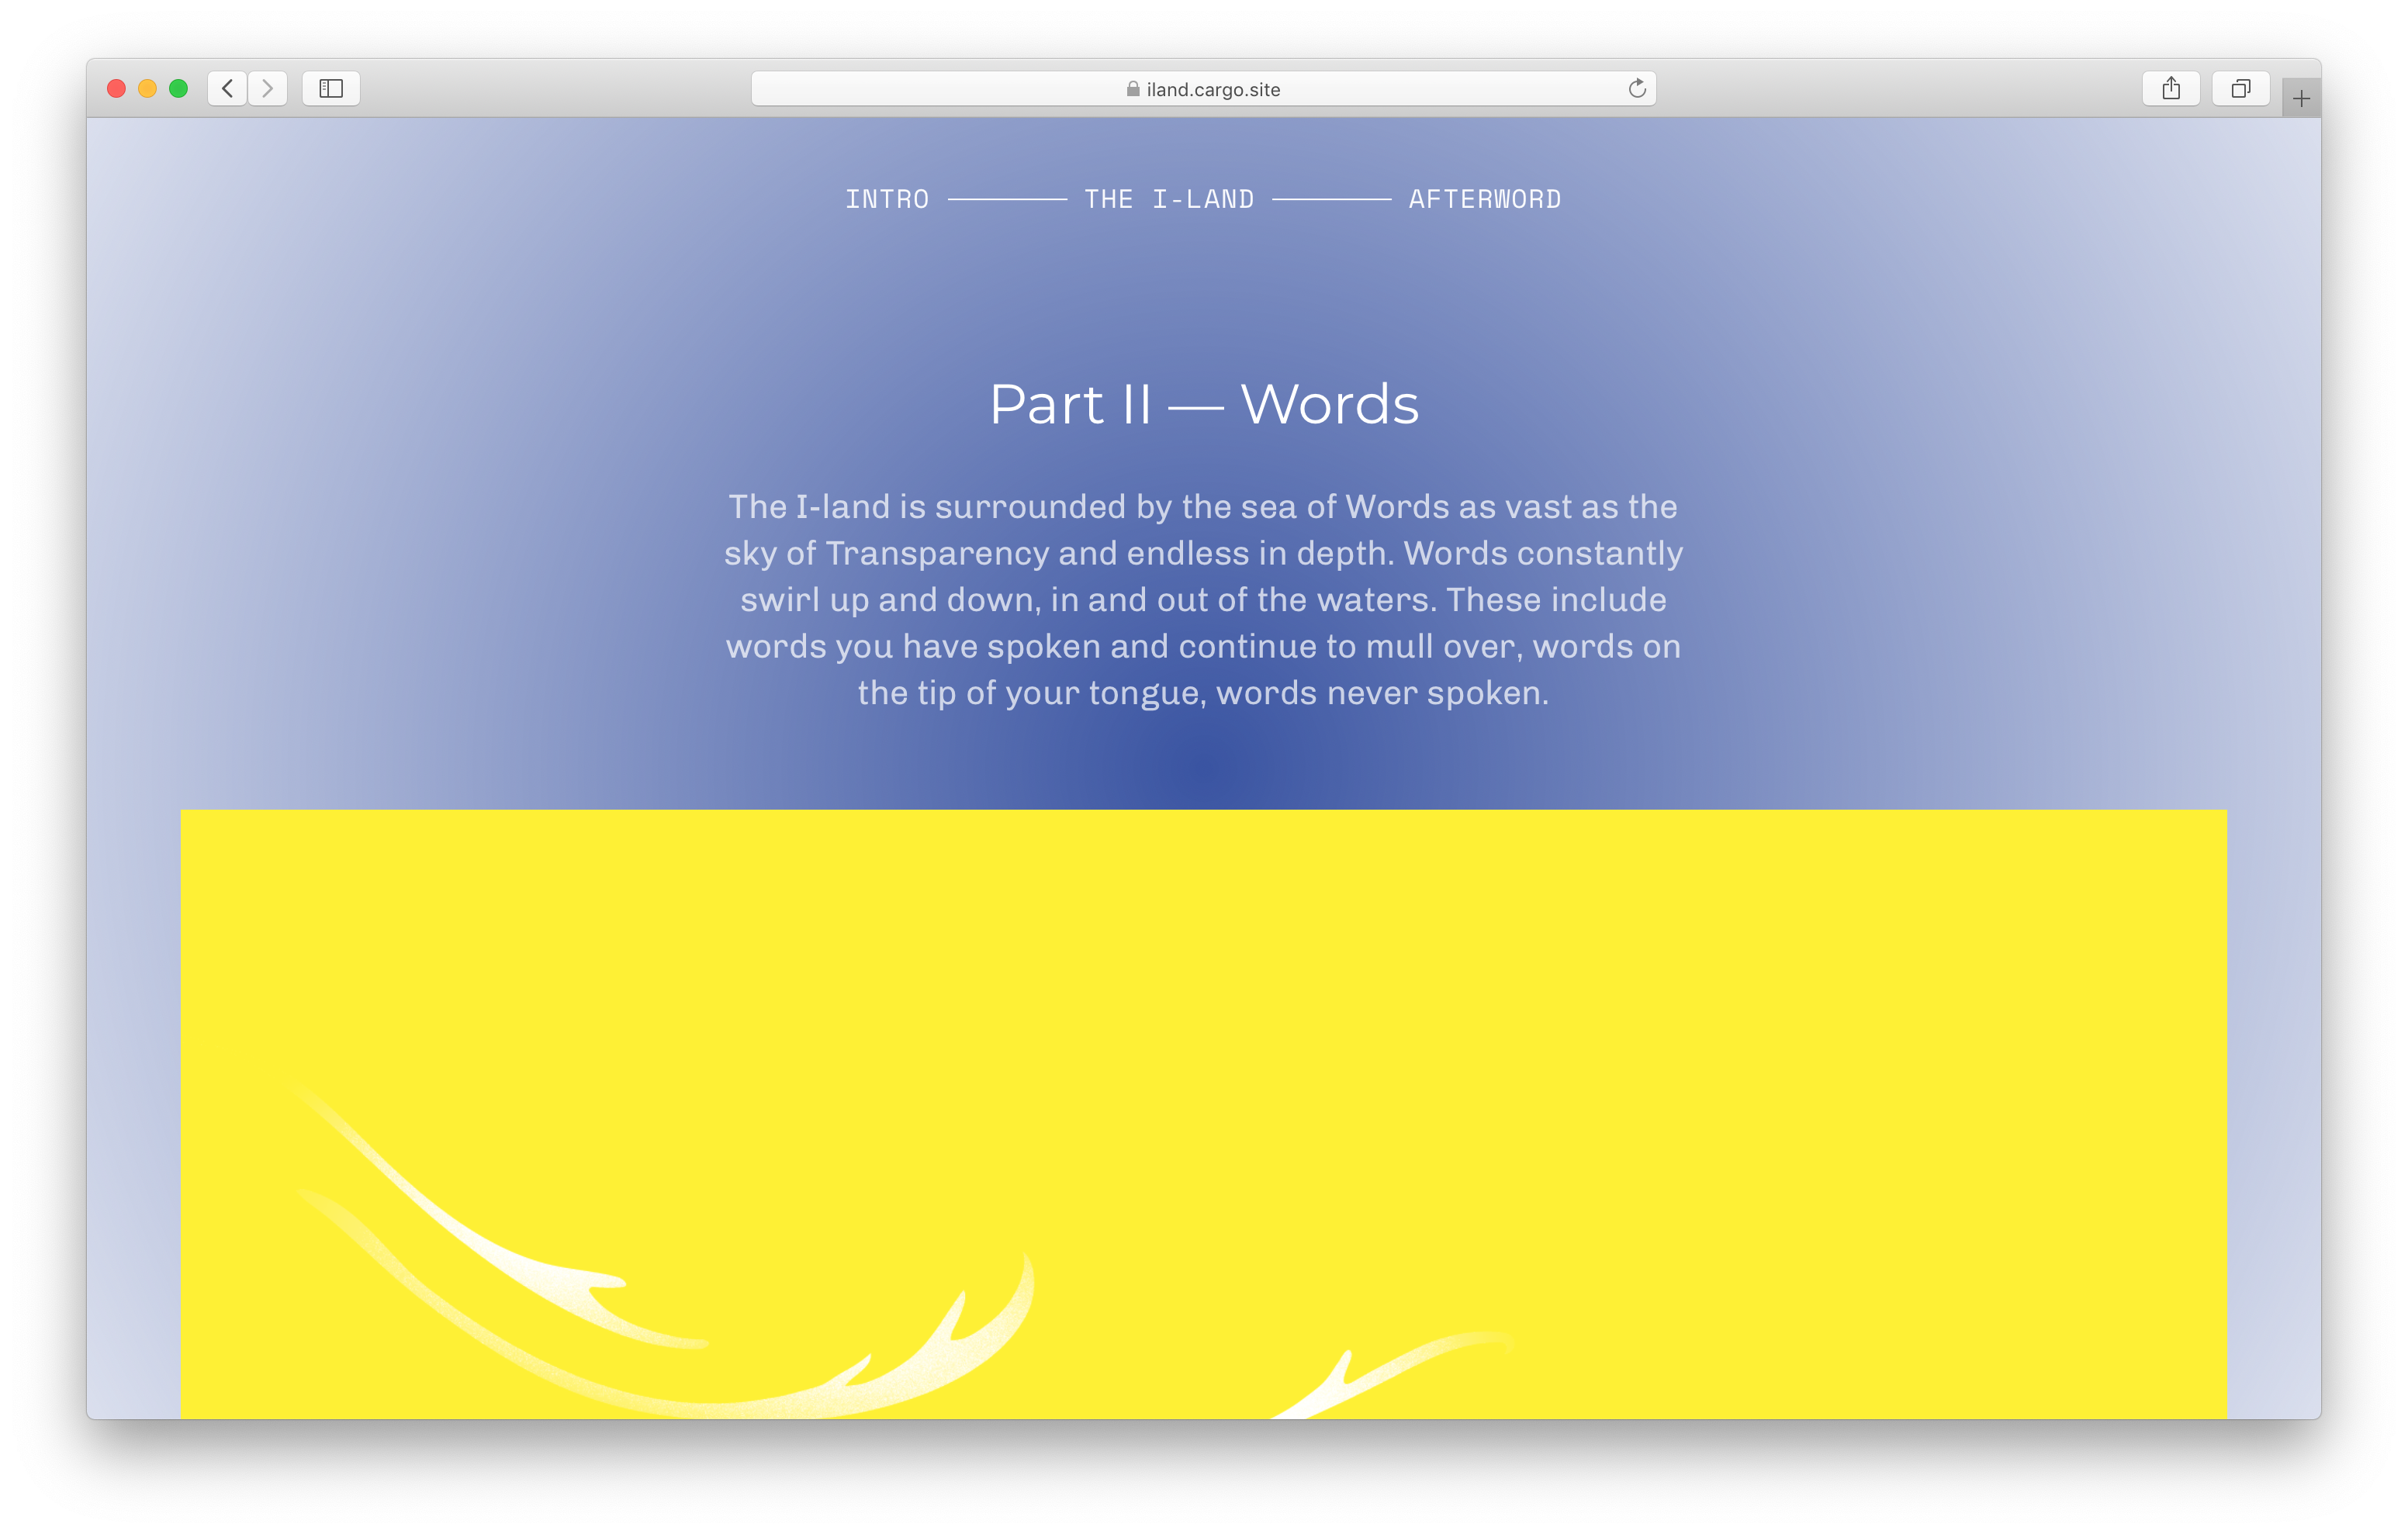 iland.cargo.site
INTRO THE I-LAND AFTERWORD
Part II — Words
The I-land is surrounded by the sea of Words as vast as the
sky of Transparency and endless in depth. Words constantly
swirl up and down, in and out of the waters. These include
words you have spoken and continue to mull over, words on
the tip of your tongue, words never spoken.